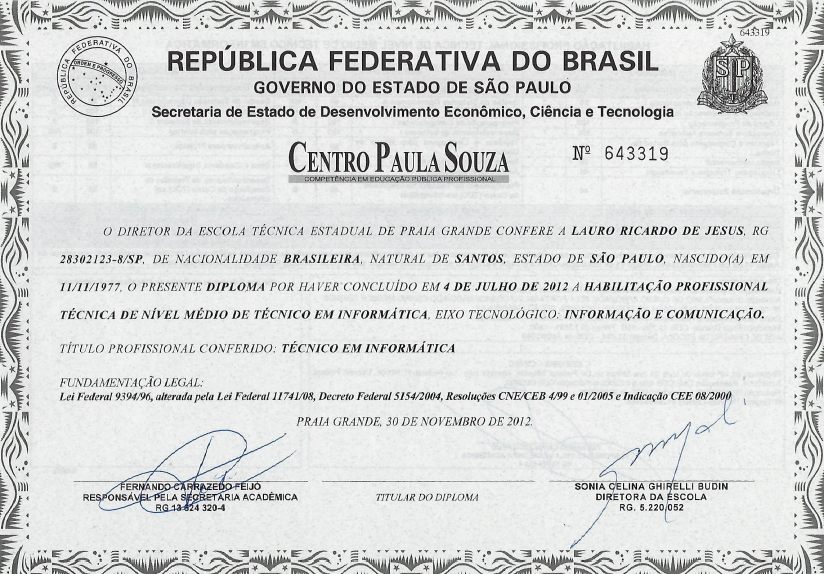 643319
REPÚBLICA FEDERATIVA DO BRASIL
ORDEM E PROGRESSO
SP
REPÚBLICA FEDERATIVA DO BRASIL
GOVERNO DO ESTADO DE SÃO PAULO
Secretaria de Estado de Desenvolvimento Econômico, Ciência e Tecnologia
CENTRO PAULA SOUZA
COMPETÊNCIA EM EDUCAÇÃO PÚBLICA PROFISSIONAL
Nº 643319
O DIRETOR DA ESCOLA TÉCNICA ESTADUAL DE PRAIA GRANDE CONFERE A LAURO RICARDO DE JESUS, RG
28302123-8/SP, DE NACIONALIDADE BRASILEIRA, NATURAL DE SANTOS, ESTADO DE SÃO PAULO, NASCIDO(A) EM
11/11/1977, O PRESENTE DIPLOMA POR HAVER CONCLUÍDO EM 4 DE JULHO DE 2012 A HABILITAÇÃO PROFISSIONAL
TÉCNICA DE NÍVEL MÉDIO DE TÉCNICO EM INFORMÁTICA, EIXO TECNOLÓGICO: INFORMAÇÃO E COMUNICAÇÃO.
TÍTULO PROFISSIONAL CONFERIDO: TÉCNICO EM INFORMÁTICA
FUNDAMENTAÇÃO LEGAL:
Lei Federal 9394/96, alterada pela Lei Federal 11741/08, Decreto Federal 5154/2004, Resoluções CNE/CEB 4/99 e 01/2005 e Indicação CEE 08/2000
PRAIA GRANDE, 30 DE NOVEMBRO DE 2012.
FERNANDO CARRAZEDO FEIJÓ
RESPONSÁVEL PELA SECRETARIA ACADÊMICA
RG 13 824 320-4
TITULAR DO DIPLOMA
SONIA CELINA GHIRELLI BUDIN
DIRETORA DA ESCOLA
RG. 5.220.052